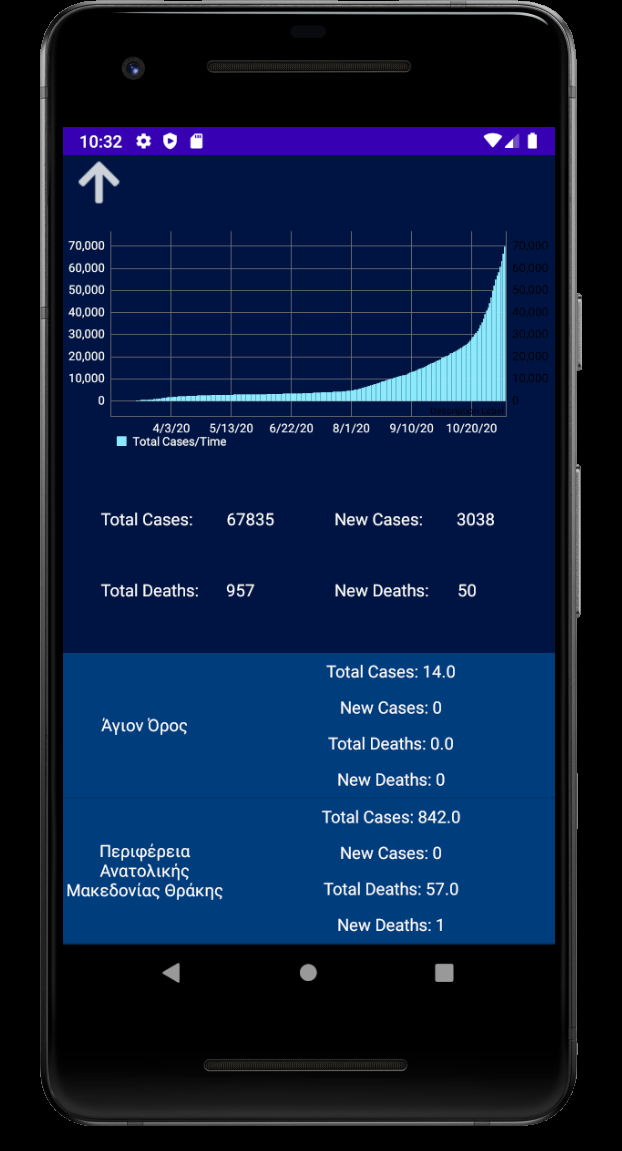 10:32
70,000 70,000
60,000 60,000
50,000 50,000
40,000 40,000
30,000 30,000
20,000 20,000
10,000 10,000
0 0
Description Label
4/3/20 5/13/20 6/22/20 8/1/20 9/10/20 10/20/20
Total Cases/Time
Total Cases: 67835 New Cases: 3038
Total Deaths: 957 New Deaths: 50
Άγιον Όρος
Total Cases: 14.0
New Cases: 0
Total Deaths: 0.0
New Deaths: 0
Περιφέρεια
Ανατολικής
Μακεδονίας Θράκης
Total Cases: 842.0
New Cases: 0
Total Deaths: 57.0
New Deaths: 1